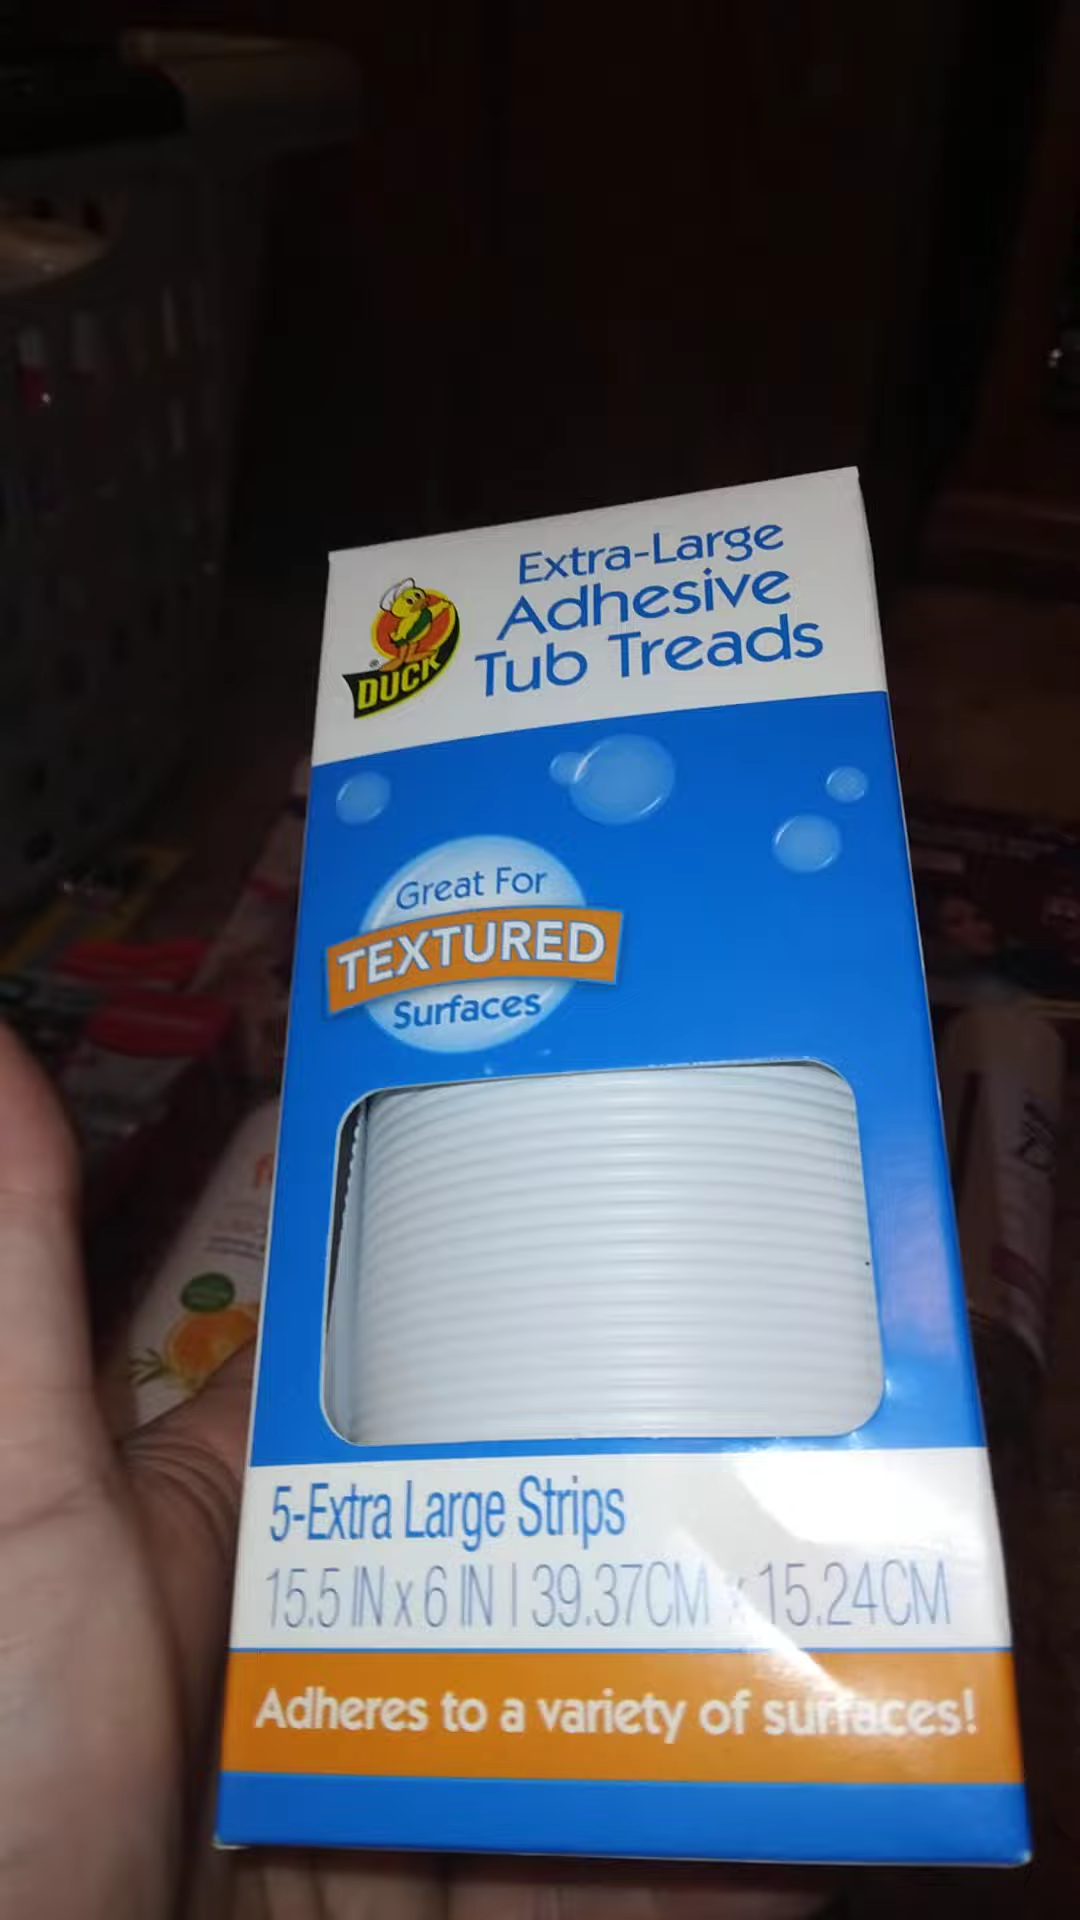 Extra-Large
Adhesive
Tub Treads
®
DUCK
Great For
TEXTURED
Surfaces
5-Extra Large Strips
15.5 IN x 6 IN | 39.37CM x 15.24CM
Adheres to a variety of surfaces!